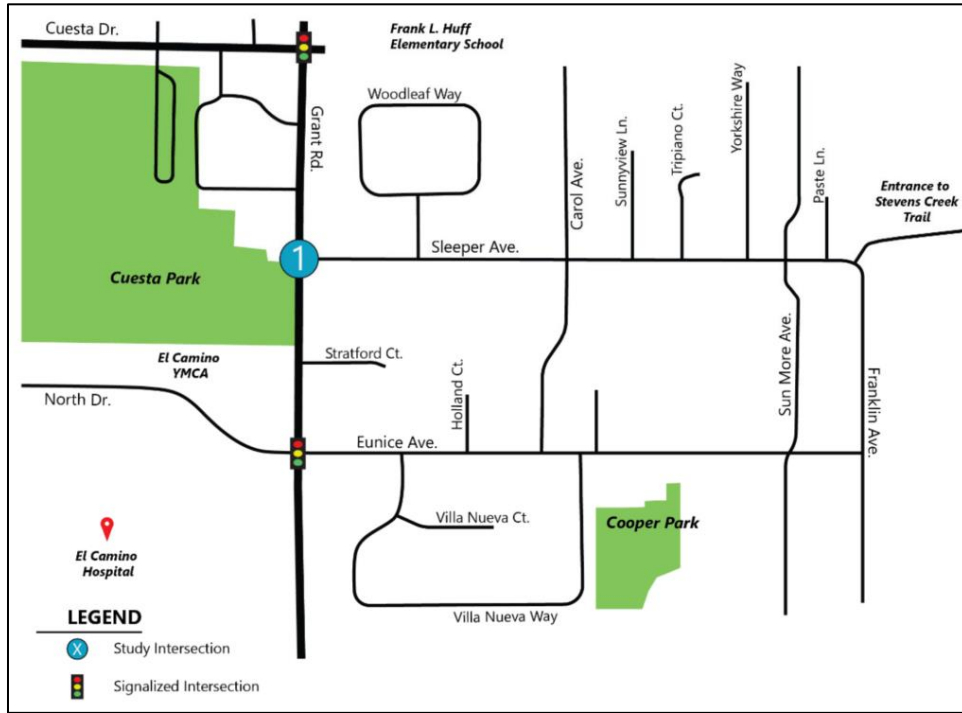 Cuesta Dr.
Frank L. Huff
Elementary School
Grant Rd.
Woodleaf Way
Carol Ave.
Sunnyview Ln.
Tripiano Ct.
Yorkshire Way
Paste Ln.
Entrance to
Stevens Creek
Trail
1
Sleeper Ave.
Cuesta Park
El Camino
YMCA
Stratford Ct.
Holland Ct.
Sun More Ave.
Franklin Ave.
North Dr.
Eunice Ave.
Villa Nueva Ct.
Cooper Park
El Camino
Hospital
Villa Nueva Way
LEGEND
X
Study Intersection
Signalized Intersection